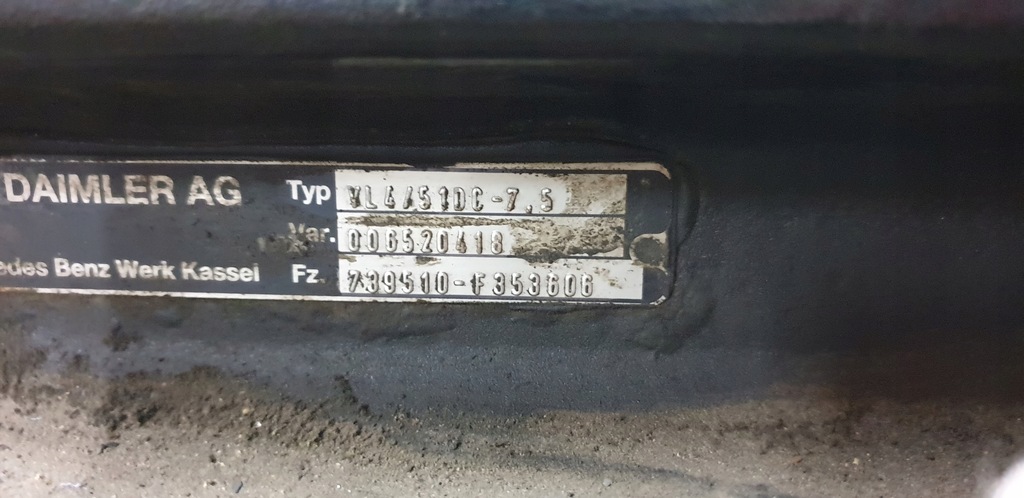 DAIMLER AG Typ VL4/51DC-7.5
Var. 006520418
edes Benz Werk Kassel Fz. 739510-F353606